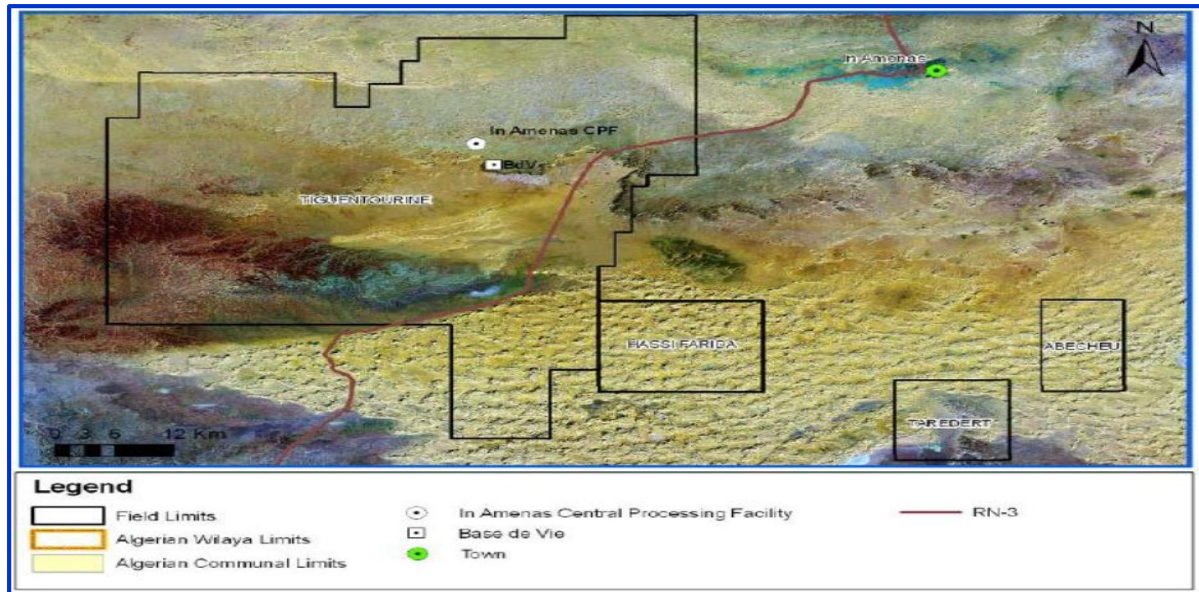 N
In Amenas
In Amenas CPF
BdV
TIGUENTOURINE
HASSI FARIDA
ABECHEU
TAREDERT
0 3 6 12 Km
Legend
Field Limits
Algerian Wilaya Limits
Algerian Communal Limits
In Amenas Central Processing Facility
Base de Vie
Town
RN-3